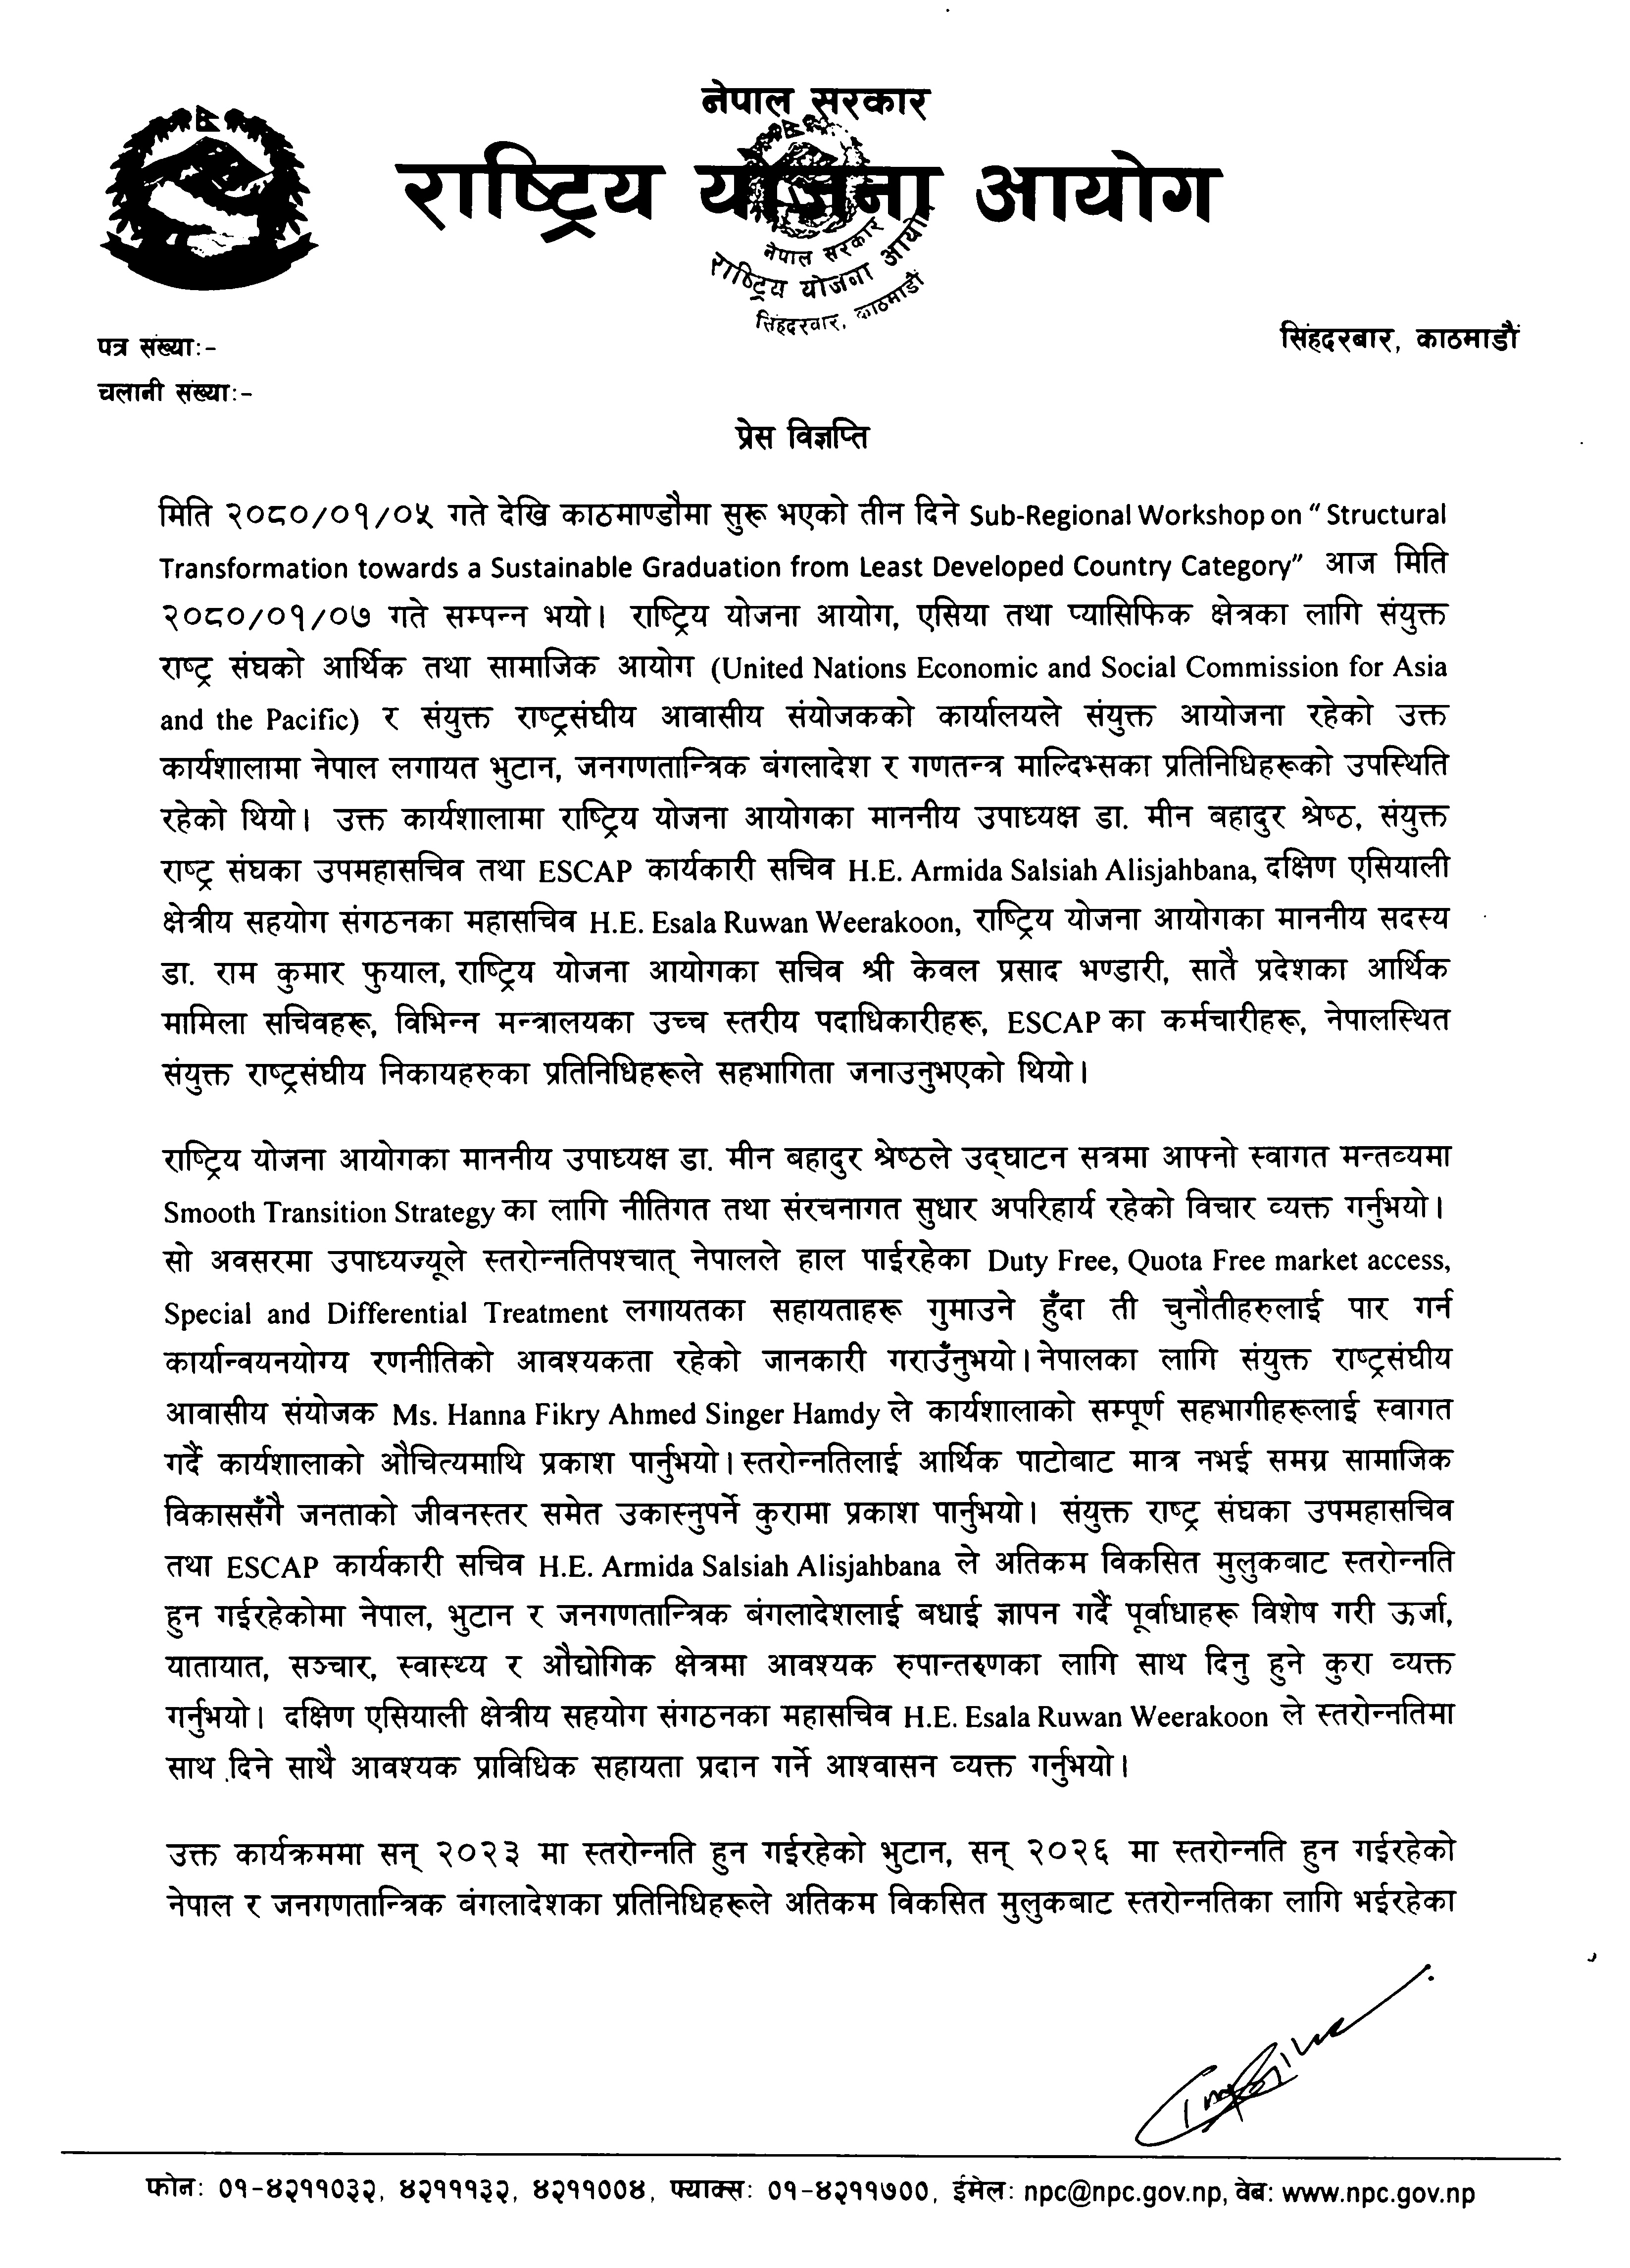 नेपाल सरकार
राष्ट्रिय योजना आयोग
नेपाल सरकार
राष्ट्रिय योजना आयोग
सिंहदरबार, काठमाडौं
पत्र संख्याः-
सिंहदरबार, काठमाडौं
चलानी संख्याः-
प्रेस विज्ञप्ति
मिति २०८०/०१/०५ गते देखि काठमाण्डौमा सुरू भएको तीन दिने Sub-Regional Workshop on “ Structural
Transformation towards a Sustainable Graduation from Least Developed Country Category” आज मिति
२०८०/०१/०७ गते सम्पन्न भयो। राष्ट्रिय योजना आयोग, एसिया तथा प्यासिफिक क्षेत्रका लागि संयुक्त
राष्ट्र संघको आर्थिक तथा सामाजिक आयोग (United Nations Economic and Social Commission for Asia
and the Pacific) र संयुक्त राष्ट्रसंघीय आवासीय संयोजकको कार्यालयले संयुक्त आयोजना रहेको उक्त
कार्यशालामा नेपाल लगायत भुटान, जनगणतान्त्रिक बंगलादेश र गणतन्त्र माल्दिभ्सका प्रतिनिधिहरूको उपस्थिति
रहेको थियो। उक्त कार्यशालामा राष्ट्रिय योजना आयोगका माननीय उपाध्यक्ष डा. मीन बहादुर श्रेष्ठ, संयुक्त
राष्ट्र संघका उपमहासचिव तथा ESCAP कार्यकारी सचिव H.E. Armida Salsiah Alisjahbana, दक्षिण एसियाली
क्षेत्रीय सहयोग संगठनका महासचिव H.E. Esala Ruwan Weerakoon, राष्ट्रिय योजना आयोगका माननीय सदस्य
डा. राम कुमार फुयाल, राष्ट्रिय योजना आयोगका सचिव श्री केवल प्रसाद भण्डारी, सातै प्रदेशका आर्थिक
मामिला सचिवहरू, विभिन्न मन्त्रालयका उच्च स्तरीय पदाधिकारीहरू, ESCAP का कर्मचारीहरू, नेपालस्थित
संयुक्त राष्ट्रसंघीय निकायहरुका प्रतिनिधिहरूले सहभागिता जनाउनुभएको थियो।
राष्ट्रिय योजना आयोगका माननीय उपाध्यक्ष डा. मीन बहादुर श्रेष्ठले उद्घाटन सत्रमा आफ्नो स्वागत मन्तव्यमा
Smooth Transition Strategy का लागि नीतिगत तथा संरचनागत सुधार अपरिहार्य रहेको विचार व्यक्त गर्नुभयो।
सो अवसरमा उपाध्यज्यूले स्तरोन्नतिपश्चात् नेपालले हाल पाईरहेका Duty Free, Quota Free market access,
Special and Differential Treatment लगायतका सहायताहरू गुमाउने हुँदा ती चुनौतीहरुलाई पार गर्न
कार्यान्वयनयोग्य रणनीतिको आवश्यकता रहेको जानकारी गराउँनुभयो। नेपालका लागि संयुक्त राष्ट्रसंघीय
आवासीय संयोजक Ms. Hanna Fikry Ahmed Singer Hamdy ले कार्यशालाको सम्पूर्ण सहभागीहरूलाई स्वागत
गर्दै कार्यशालाको औचित्यमाथि प्रकाश पार्नुभयो। स्तरोन्नतिलाई आर्थिक पाटोबाट मात्र नभई समग्र सामाजिक
विकाससँगै जनताको जीवनस्तर समेत उकास्नुपर्ने कुरामा प्रकाश पार्नुभयो। संयुक्त राष्ट्र संघका उपमहासचिव
तथा ESCAP कार्यकारी सचिव H.E. Armida Salsiah Alisjahbana ले अतिकम विकसित मुलुकबाट स्तरोन्नति
हुन गईरहेकोमा नेपाल, भुटान र जनगणतान्त्रिक बंगलादेशलाई बधाई ज्ञापन गर्दै पूर्वाधाहरू विशेष गरी ऊर्जा,
यातायात, सञ्चार, स्वास्थ्य र औद्योगिक क्षेत्रमा आवश्यक रुपान्तरुणका लागि साथ दिनु हुने कुरा व्यक्त
गर्नुभयो। दक्षिण एसियाली क्षेत्रीय सहयोग संगठनका महासचिव H.E. Esala Ruwan Weerakoon ले स्तरोन्नतिमा
साथ दिने साथै आवश्यक प्राविधिक सहायता प्रदान गर्ने आश्वासन व्यक्त गर्नुभयो।
उक्त कार्यक्रममा सन् २०२३ मा स्तरोन्नति हुन गईरहेको भुटान, सन् २०२६ मा स्तरोन्नति हुन गईरहेको
नेपाल र जनगणतान्त्रिक बंगलादेशका प्रतिनिधिहरूले अतिकम विकसित मुलुकबाट स्तरोन्नतिका लागि भईरहेका
फोनः ०१-४२११०३२, ४२१११३२, ४२११००४, फ्याक्सः ०१-४२११७००, ईमेलः npc@npc.gov.np, वेबः www.npc.gov.np